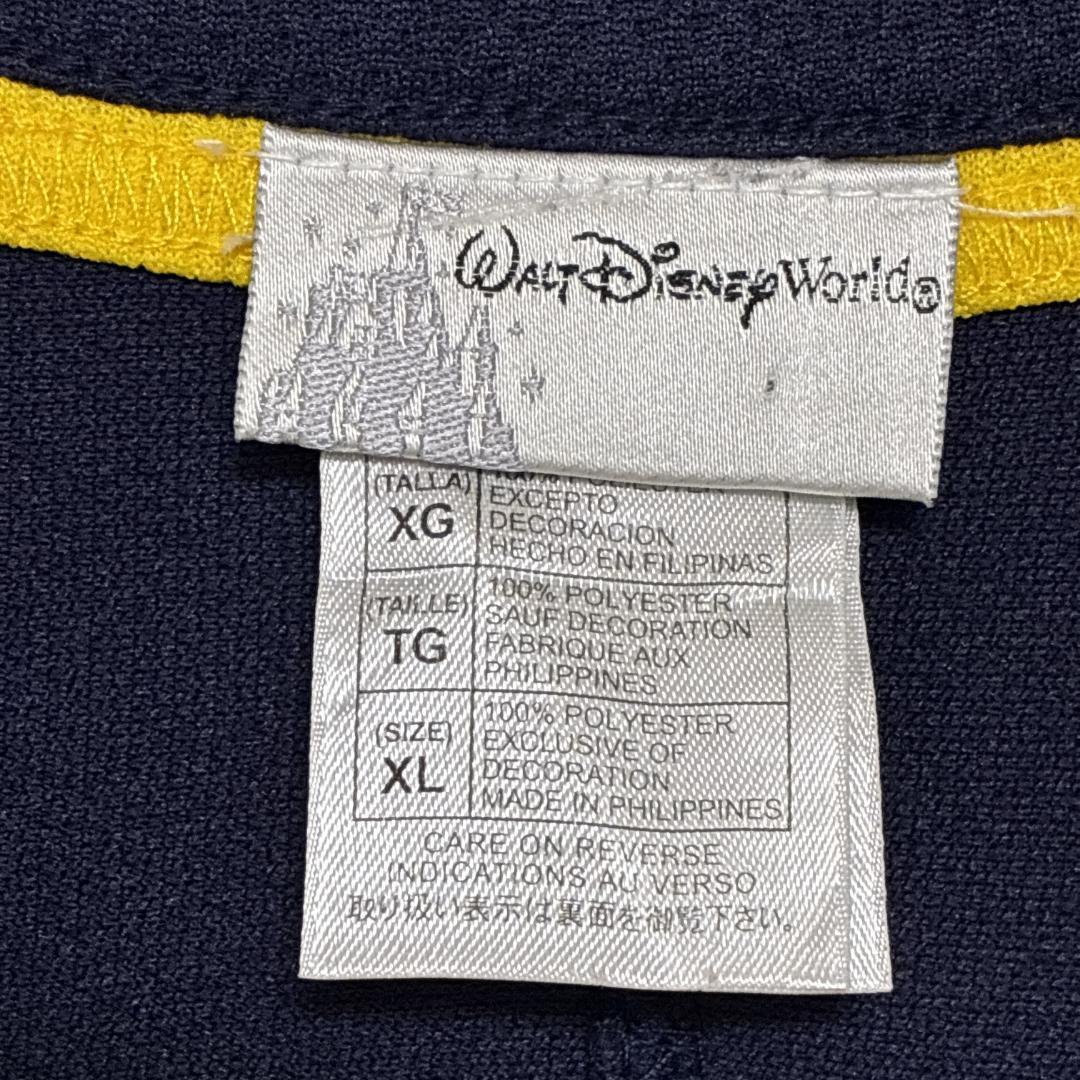 Walt Disney World®
(TALLA)
XG
100% POLIESTER
EXCEPTO
DECORACION
HECHO EN FILIPINAS
(TAILLE)
TG
100% POLYESTER
SAUF DECORATION
FABRIQUE AUX
PHILIPPINES
(SIZE)
XL
100% POLYESTER
EXCLUSIVE OF
DECORATION
MADE IN PHILIPPINES
CARE ON REVERSE
INDICATIONS AU VERSO
取り扱い表示は裏面を御覧下さい。